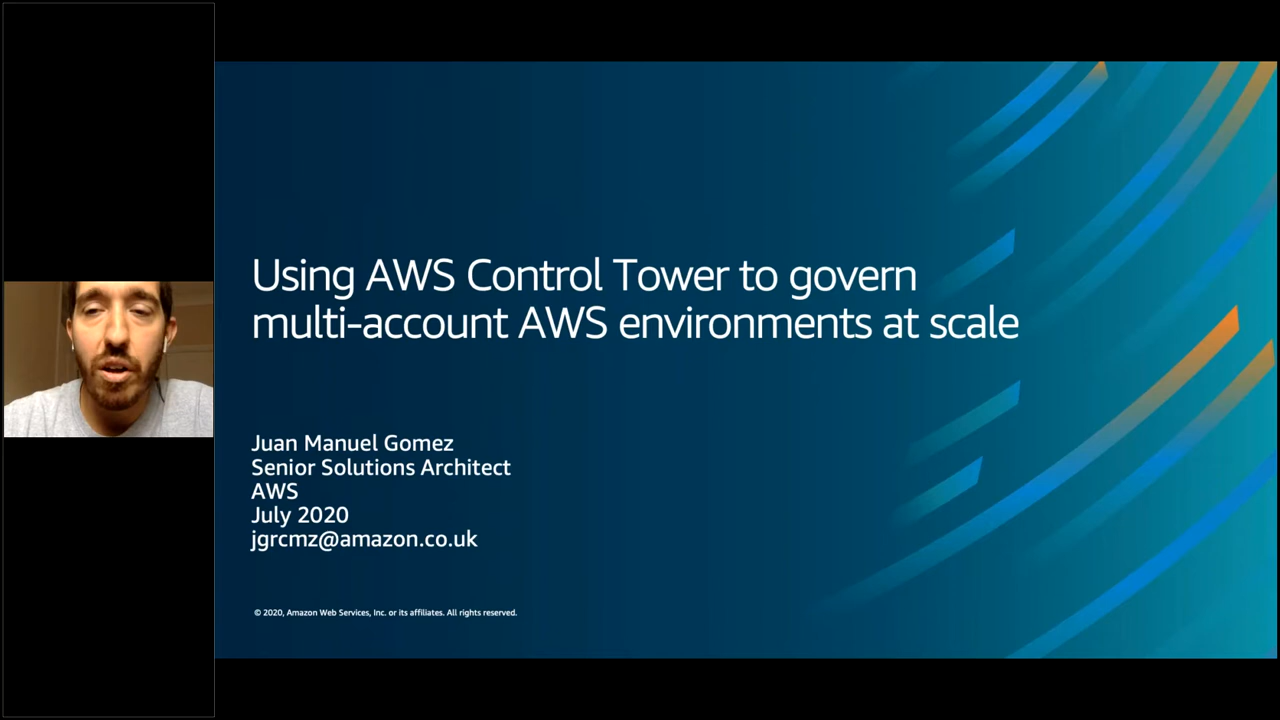 Using AWS Control Tower to govern
multi-account AWS environments at scale
Juan Manuel Gomez
Senior Solutions Architect
AWS
July 2020
jgrcmz@amazon.co.uk
© 2020, Amazon Web Services, Inc. or its affiliates. All rights reserved.